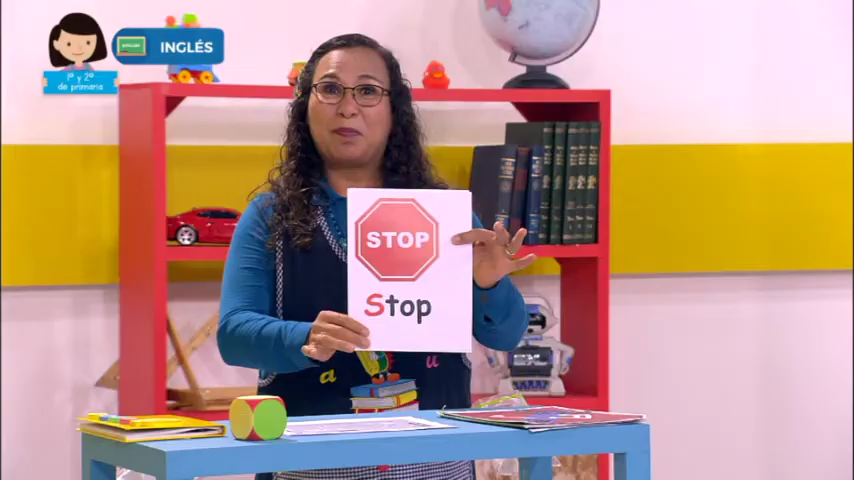 INGLÉS
1º y 2º
de primaria
STOP
Stop
a
u